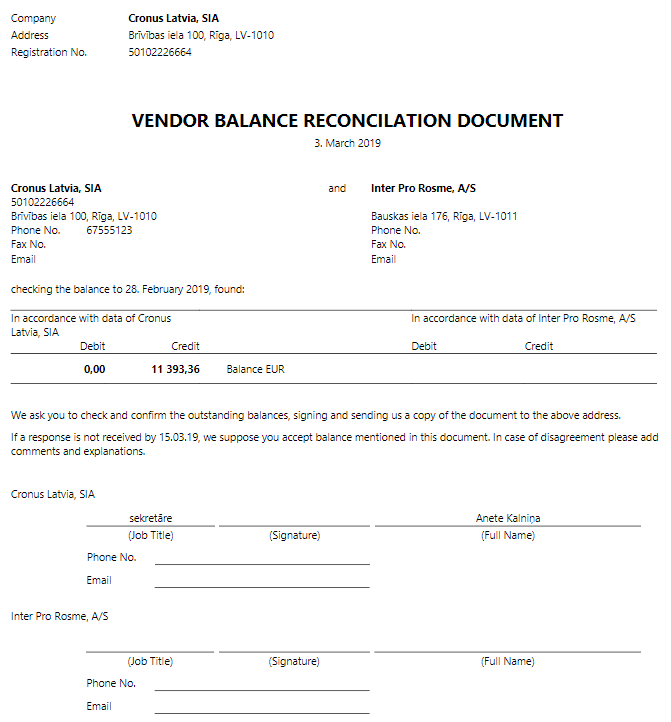 Company Cronus Latvia, SIA
Address Brīvības iela 100, Rīga, LV-1010
Registration No. 50102226664
VENDOR BALANCE RECONCILATION DOCUMENT
3. March 2019
Cronus Latvia, SIA and Inter Pro Rosme, A/S
50102226664
Brīvības iela 100, Rīga, LV-1010 Bauskas iela 176, Rīga, LV-1011
Phone No. 67555123 Phone No.
Fax No. Fax No.
Email Email
checking the balance to 28. February 2019, found:
In accordance with data of Cronus In accordance with data of Inter Pro Rosme, A/S
Latvia, SIA
Debit Credit Debit Credit
0,00 11 393,36 Balance EUR
We ask you to check and confirm the outstanding balances, signing and sending us a copy of the document to the above address.
If a response is not received by 15.03.19, we suppose you accept balance mentioned in this document. In case of disagreement please add
comments and explanations.
Cronus Latvia, SIA
sekretāre Anete Kalniņa
(Job Title) (Signature) (Full Name)
Phone No.
Email
Inter Pro Rosme, A/S
(Job Title) (Signature) (Full Name)
Phone No.
Email